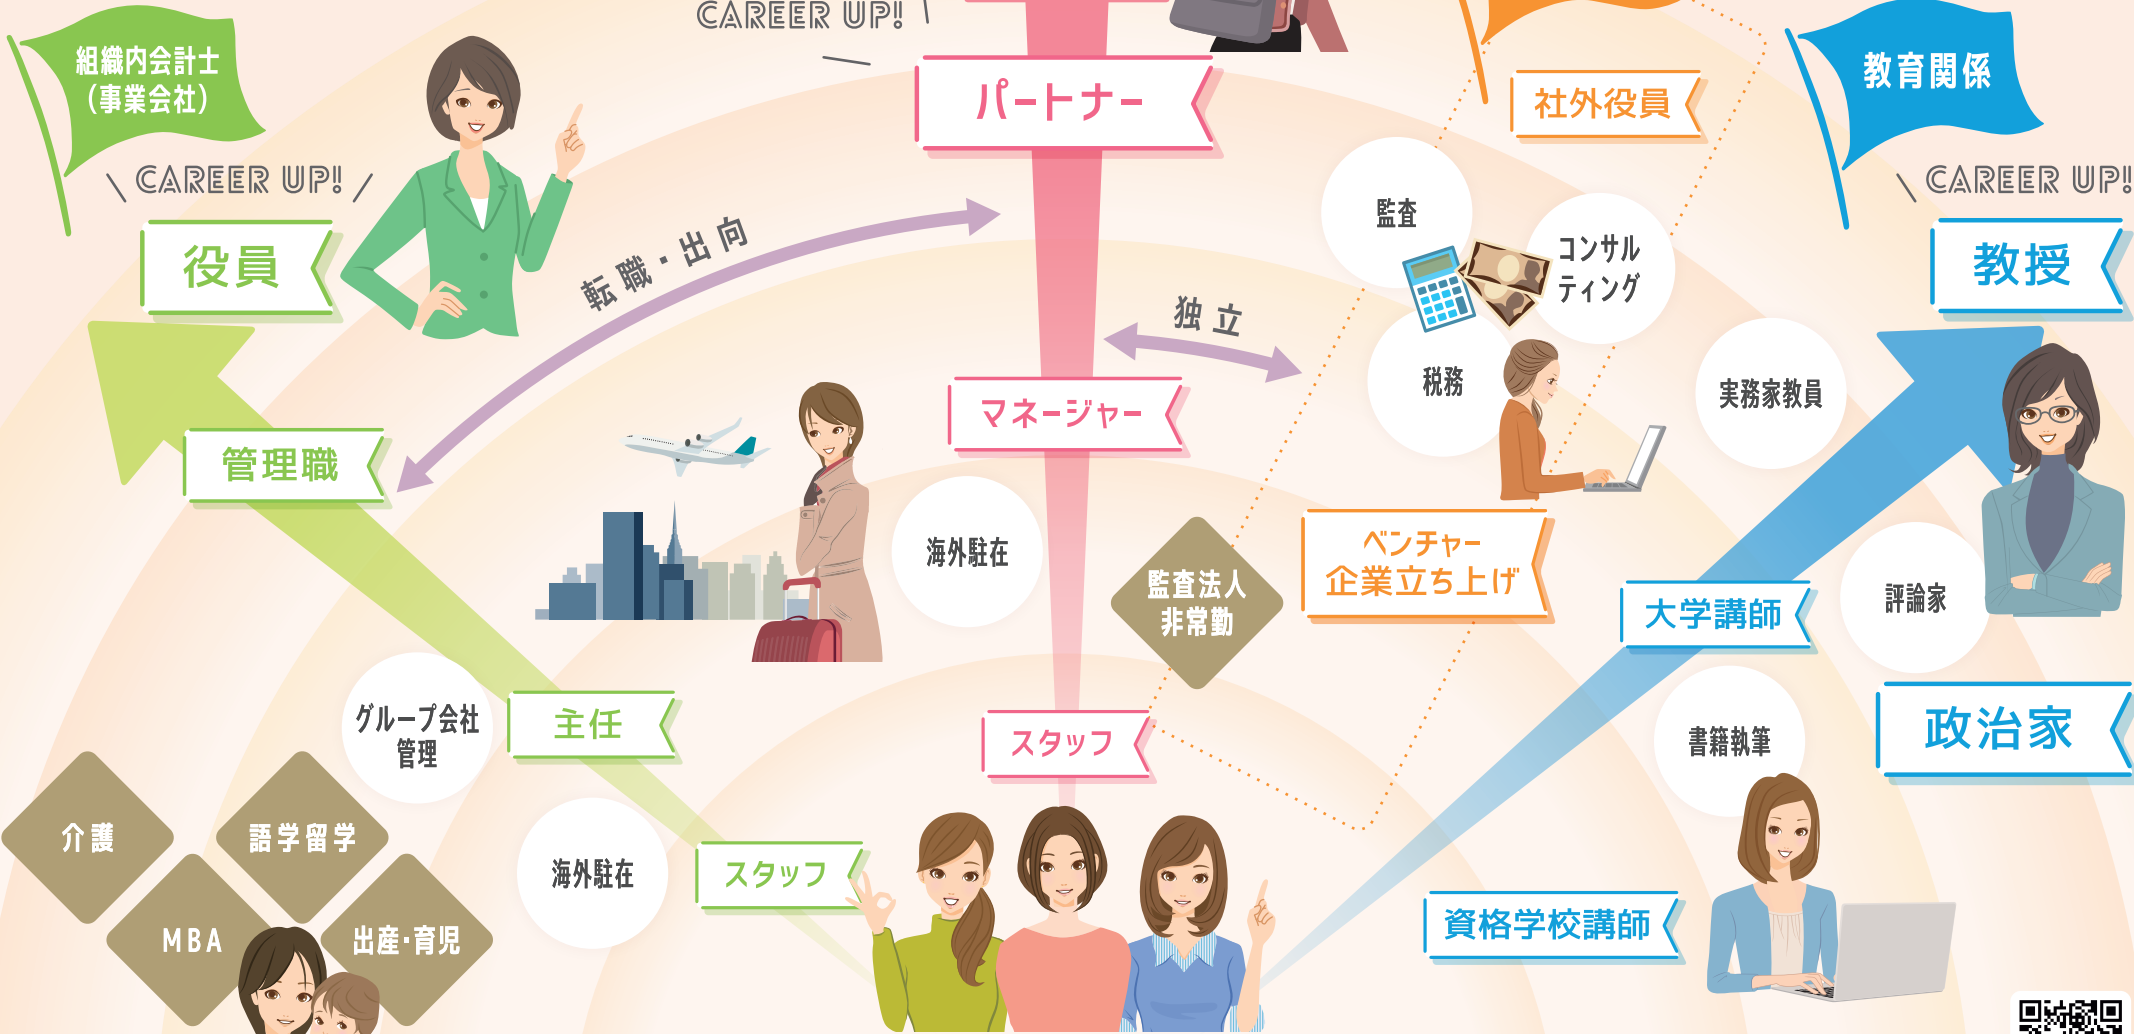 CAREER UP!
組織内会計士
（事業会社）
CAREER UP!
役員
管理職
転職・出向
パートナー
独立
マネージャー
海外駐在
監査法人
非常勤
スタッフ
社外役員
監査
コンサル
ティング
税務
ベンチャー
企業立ち上げ
教育関係
CAREER UP!
教授
実務家教員
大学講師
評論家
書籍執筆
政治家
資格学校講師
グループ会社
管理
主任
海外駐在
スタッフ
介護
語学留学
MBA
出産・育児